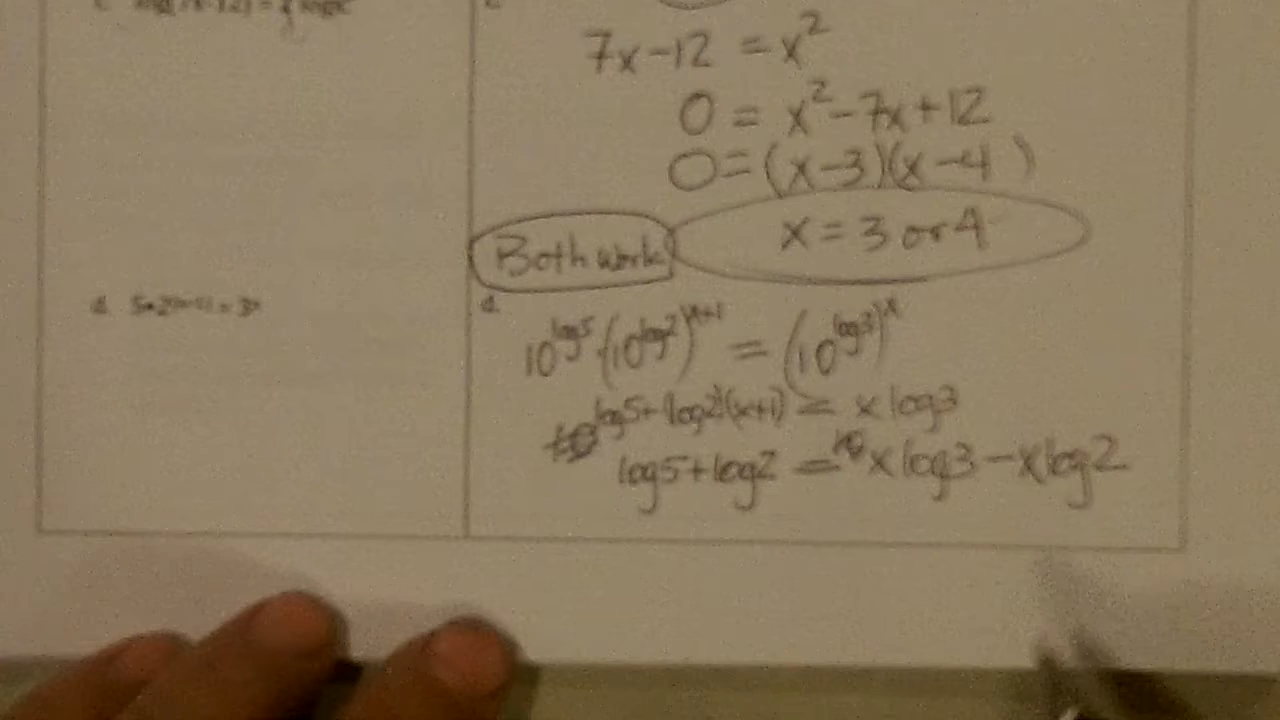 c.
7x-12 = x²
0 = x²-7x+12
0=(x-3)(x-4)
Both work x = 3 or 4
d.
d.
10^log5 · (10^log2)^x+1 = (10^log3)^x
log5+(log2)(x+1) = x log3
log5+log2 = x log3 - x log2